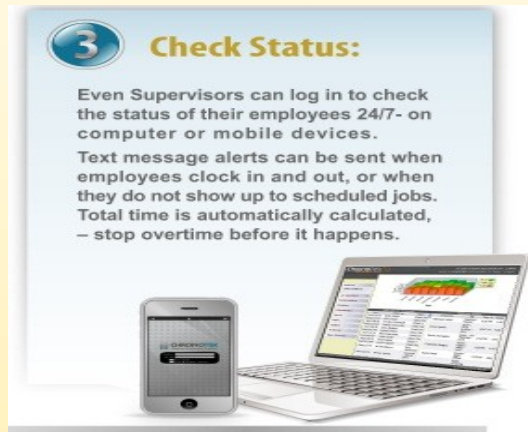 3
Check Status:
Even Supervisors can log in to check
the status of their employees 24/7- on
computer or mobile devices.
Text message alerts can be sent when
employees clock in and out, or when
they do not show up to scheduled jobs.
Total time is automatically calculated,
– stop overtime before it happens.
CHRONOTEK